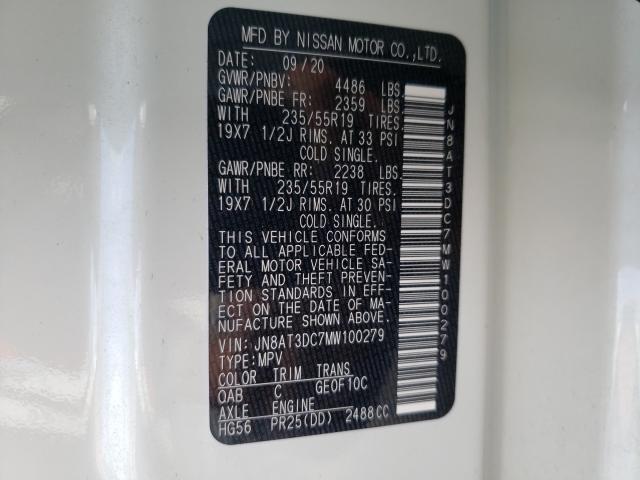 MFD BY NISSAN MOTOR CO.,LTD.
DATE: 09/20
GVWR/PNBV: 4486 LBS
GAWR/PNBE FR: 2359 LBS.
WITH 235/55R19 TIRES.
19X7 1/2J RIMS. AT 33 PSI
COLD SINGLE.
GAWR/PNBE RR: 2238 LBS.
WITH 235/55R19 TIRES.
19X7 1/2J RIMS. AT 30 PSI
COLD SINGLE.
THIS VEHICLE CONFORMS
TO ALL APPLICABLE FED-
ERAL MOTOR VEHICLE SA-
FETY AND THEFT PREVEN-
TION STANDARDS IN EFF-
ECT ON THE DATE OF MA-
NUFACTURE SHOWN ABOVE.
VIN: JN8AT3DC7MW100279
TYPE:MPV
COLOR TRIM TRANS
QAB C GE0F10C
AXLE ENGINE
HG56 PR25(DD) 2488CC
JN8AT3DC7MW100279